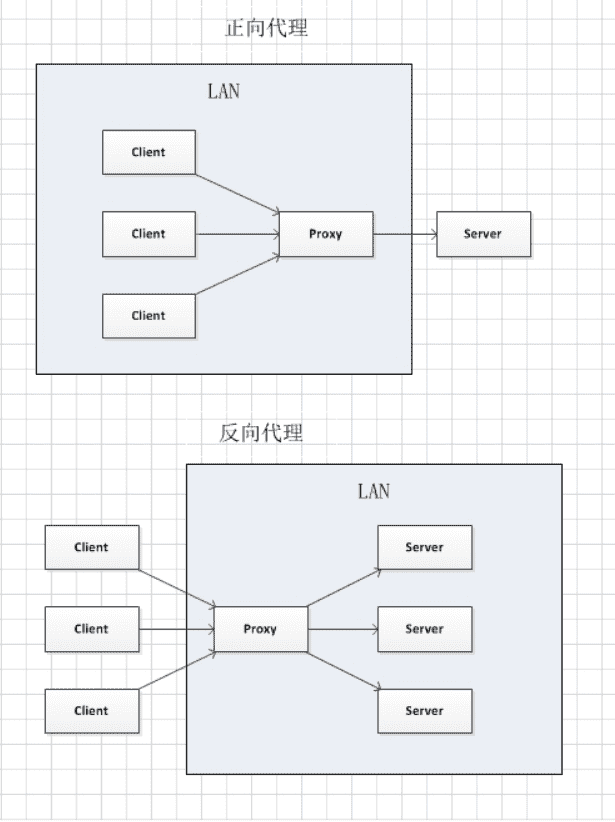 正向代理
LAN
Client
Client
Proxy
Server
Client
反向代理
LAN
Client
Server
Client
Proxy
Server
Client
Server